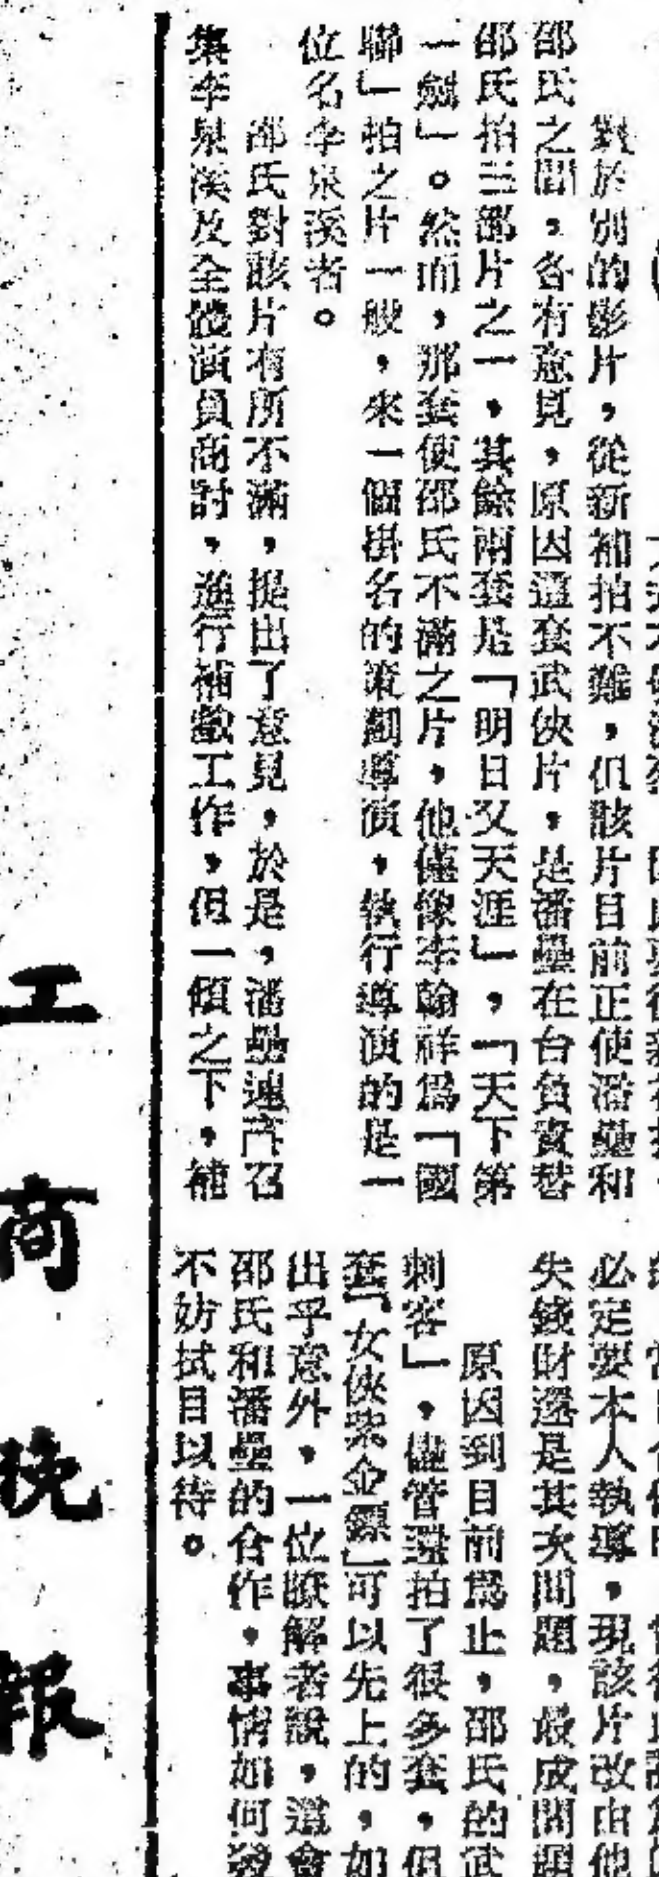 對於別的影片，從新補拍不難，但該片目前正使潘壘和
邵氏之間，各有意見，原因這套武俠片，是潘壘在台負責替
邵氏拍三部片之一，其餘兩套是「明日又天涯」，「天下第
一劍」。然而，那套使邵氏不滿之片，他僅像李翰祥爲「國
聯」拍之片一般，來一個掛名的策劃導演，執行導演的是一
位名李泉溪者。
邵氏對該片有所不滿，提出了意見，於是，潘壘連再召
集李泉溪及全體演員商討，進行補戲工作，但一傾之下，補
必定要本人執導，現該片改由他
失錢財還是其次問題，最成問題
原因到目前爲止，邵氏的武
刺客」，儘管還拍了很多套，但
套「女俠紫金鏢」可以先上的，如
出乎意外，一位瞭解者說，這會
邵氏和潘壘的合作，事情如何發
不妨拭目以待。
工商晚報